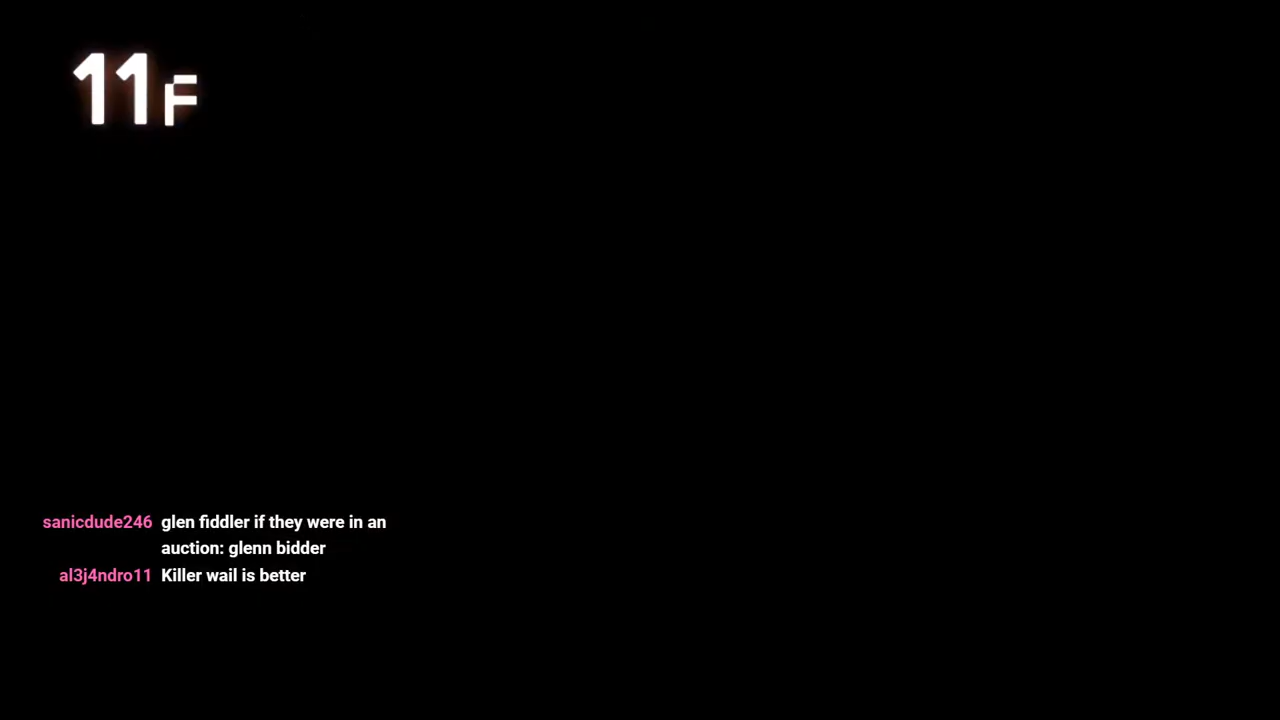 11F
sanicdude246 glen fiddler if they were in an
auction: glenn bidder
al3j4ndro11 Killer wail is better